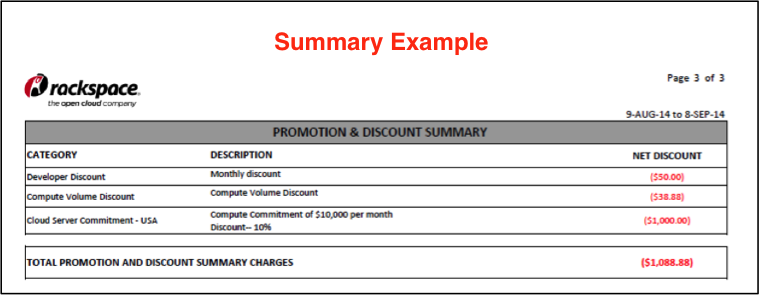 Summary Example
rackspace.
the open cloud company
Page 3 of 3
9-AUG-14 to 8-SEP-14
PROMOTION & DISCOUNT SUMMARY
CATEGORY DESCRIPTION NET DISCOUNT
Developer Discount Monthly discount ($50.00)
Compute Volume Discount Compute Volume Discount ($38.88)
Cloud Server Commitment - USA Compute Commitment of $10,000 per month ($1,000.00)
Discount-- 10%
TOTAL PROMOTION AND DISCOUNT SUMMARY CHARGES ($1,088.88)